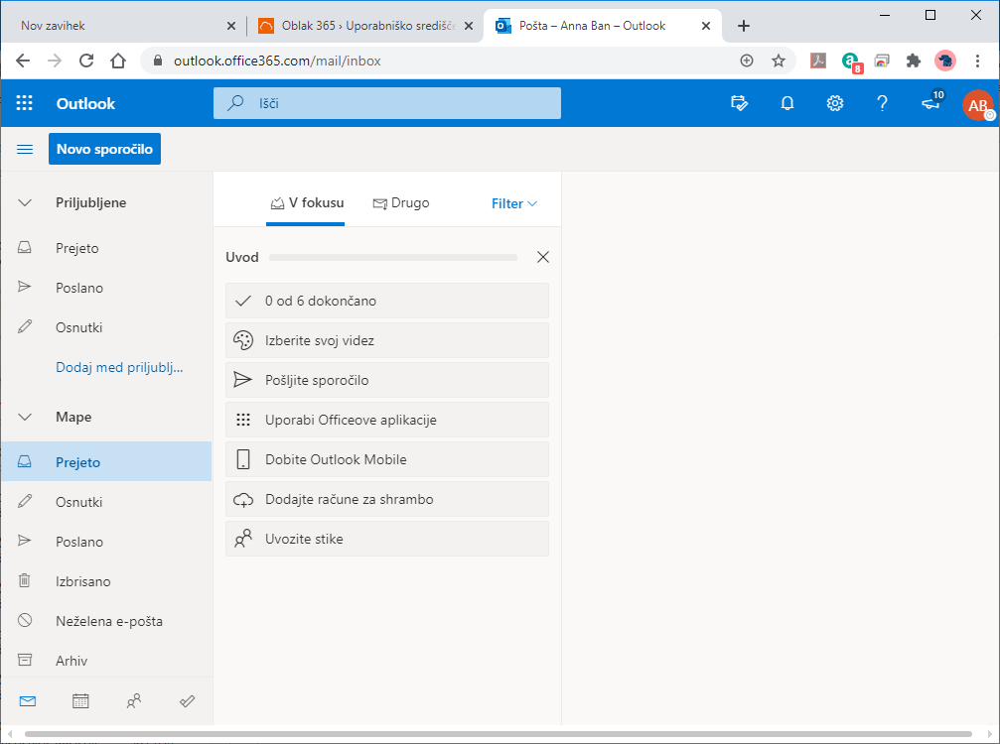 Nov zavihek
Oblak 365 › Uporabniško središče
Pošta – Anna Ban – Outlook
outlook.office365.com/mail/inbox
8
Outlook
Išči
10
AB
Novo sporočilo
Priljubljene
Prejeto
Poslano
Osnutki
Dodaj med priljublj...
Mape
Prejeto
Osnutki
Poslano
Izbrisano
Neželena e-pošta
Arhiv
V fokusu
Drugo
Filter
Uvod
0 od 6 dokončano
Izberite svoj videz
Pošljite sporočilo
Uporabi Officeove aplikacije
Dobite Outlook Mobile
Dodajte račune za shrambo
Uvozite stike